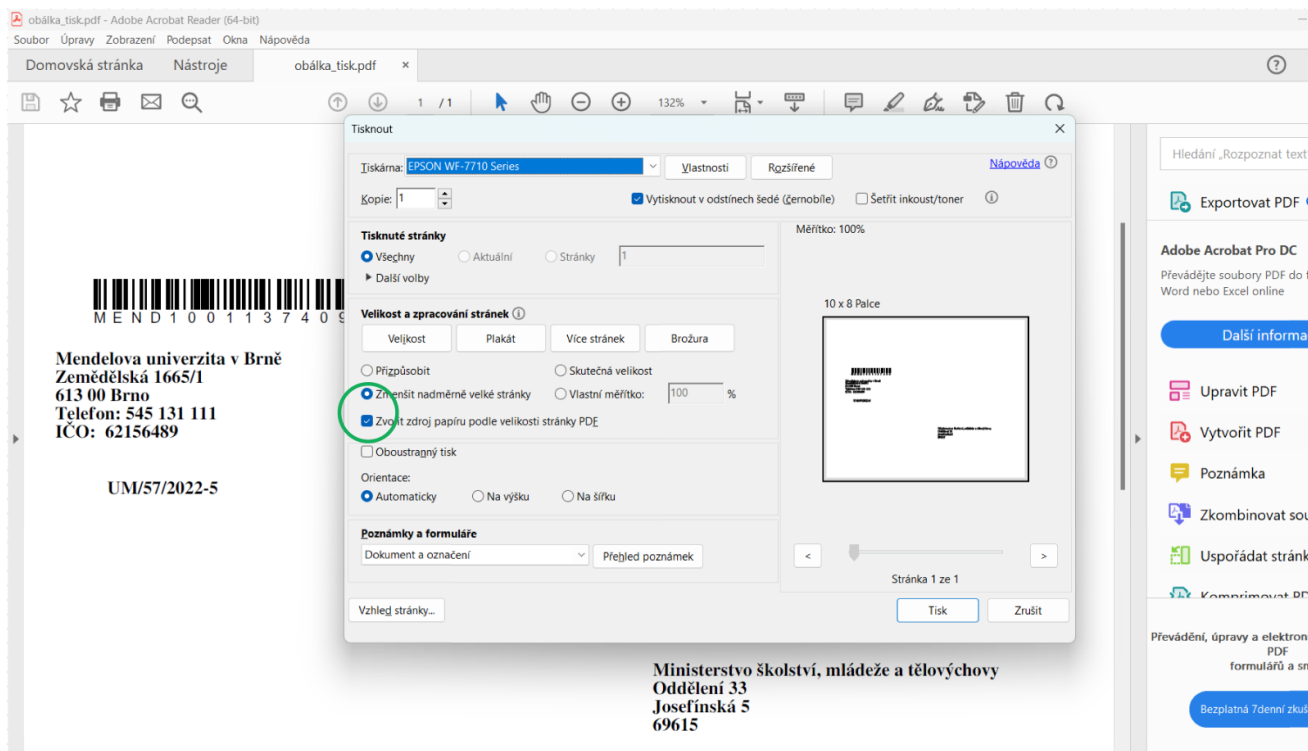 obálka_tisk.pdf - Adobe Acrobat Reader (64-bit)
Soubor Úpravy Zobrazení Podepsat Okna Nápověda
Domovská stránka Nástroje obálka_tisk.pdf ×
1 / 1 132%
Tisknout
Tiskárna: EPSON WF-7710 Series Vlastnosti Rozšířené Nápověda
Kopie: 1 Vytisknout v odstínech šedé (černobíle) Šetřit inkoust/toner
Tisknuté stránky
Všechny Aktuální Stránky 1
Další volby
Velikost a zpracování stránek
Velikost Plakát Více stránek Brožura
Přizpůsobit Skutečná velikost
Zmenšit nadměrně velké stránky Vlastní měřítko: 100 %
Zvolit zdroj papíru podle velikosti stránky PDF
Oboustranný tisk
Orientace:
Automaticky Na výšku Na šířku
Poznámky a formuláře
Dokument a označení Přehled poznámek
Vzhled stránky...
Měřítko: 100%
10 x 8 Palce
< >
Stránka 1 ze 1
Tisk Zrušit
MEND100113740
Mendelova univerzita v Brně
Zemědělská 1665/1
613 00 Brno
Telefon: 545 131 111
IČO: 62156489
UM/57/2022-5
Ministerstvo školství, mládeže a tělovýchovy
Oddělení 33
Josefínská 5
69615
Hledání „Rozpoznat text
Exportovat PDF
Adobe Acrobat Pro DC
Převádějte soubory PDF do f
Word nebo Excel online
Další informa
Upravit PDF
Vytvořit PDF
Poznámka
Zkombinovat sou
Uspořádat stránk
Komprimovat PD
Převádění, úpravy a elektron
PDF
formulářů a sm
Bezplatná 7denní zkuš